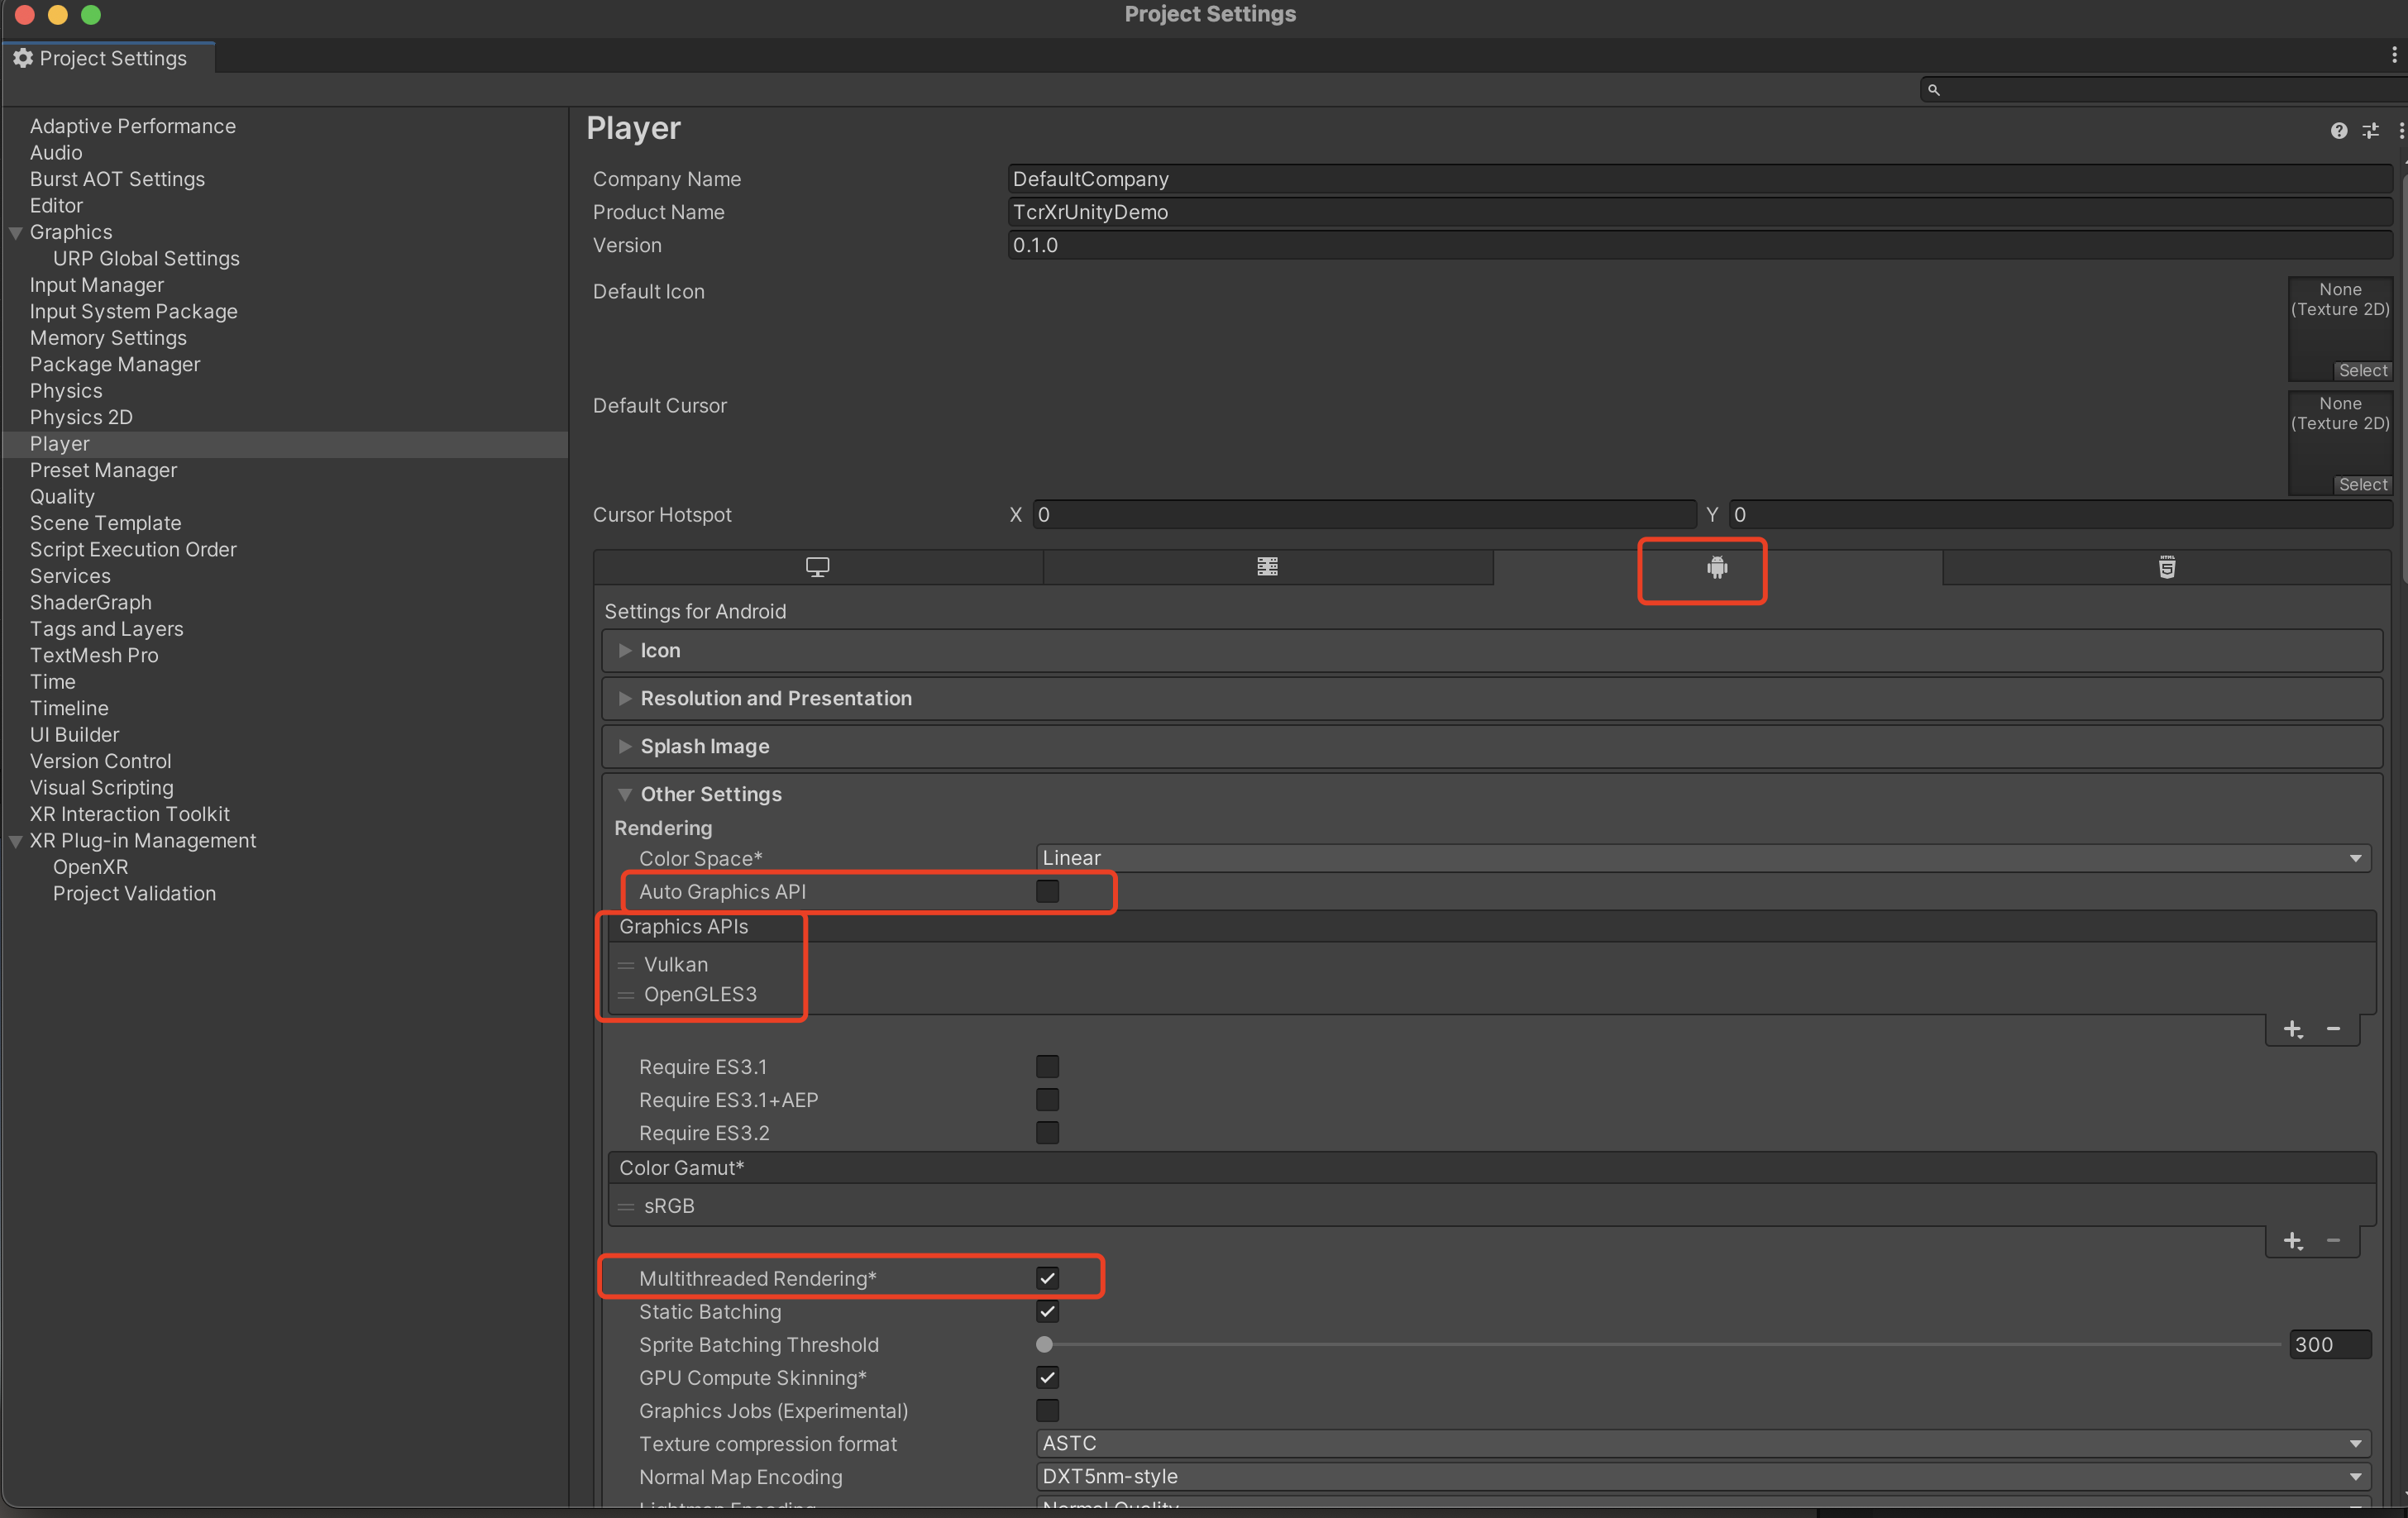 Project Settings
Project Settings
Adaptive Performance
Audio
Burst AOT Settings
Editor
Graphics
URP Global Settings
Input Manager
Input System Package
Memory Settings
Package Manager
Physics
Physics 2D
Player
Preset Manager
Quality
Scene Template
Script Execution Order
Services
ShaderGraph
Tags and Layers
TextMesh Pro
Time
Timeline
UI Builder
Version Control
Visual Scripting
XR Interaction Toolkit
XR Plug-in Management
OpenXR
Project Validation
Player
Company Name DefaultCompany
Product Name TcrXrUnityDemo
Version 0.1.0
Default Icon
None
(Texture 2D)
Select
Default Cursor
None
(Texture 2D)
Select
Cursor Hotspot X 0 Y 0
HTML 5
Settings for Android
Icon
Resolution and Presentation
Splash Image
Other Settings
Rendering
Color Space* Linear
Auto Graphics API
Graphics APIs
Vulkan
OpenGLES3
Require ES3.1
Require ES3.1+AEP
Require ES3.2
Color Gamut*
sRGB
Multithreaded Rendering*
Static Batching
Sprite Batching Threshold 300
GPU Compute Skinning*
Graphics Jobs (Experimental)
Texture compression format ASTC
Normal Map Encoding DXT5nm-style
Lightmap Encoding Normal Quality